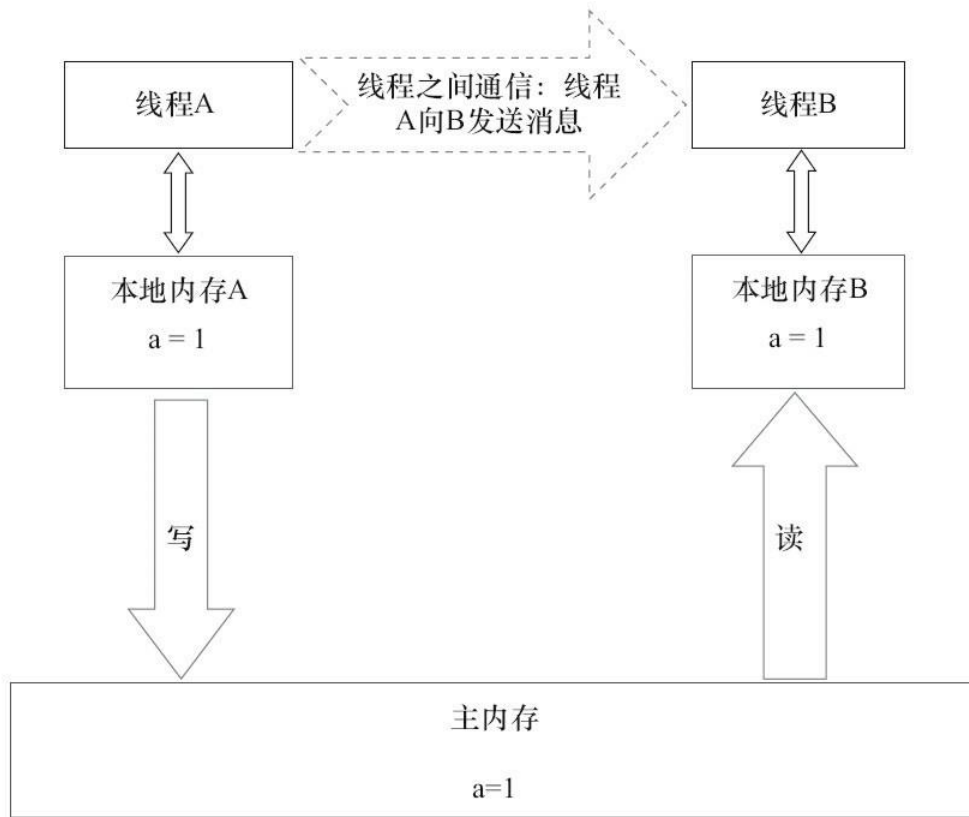 线程A
线程之间通信：线程
A向B发送消息
线程B
本地内存A
a = 1
本地内存B
a = 1
写
读
主内存
a=1